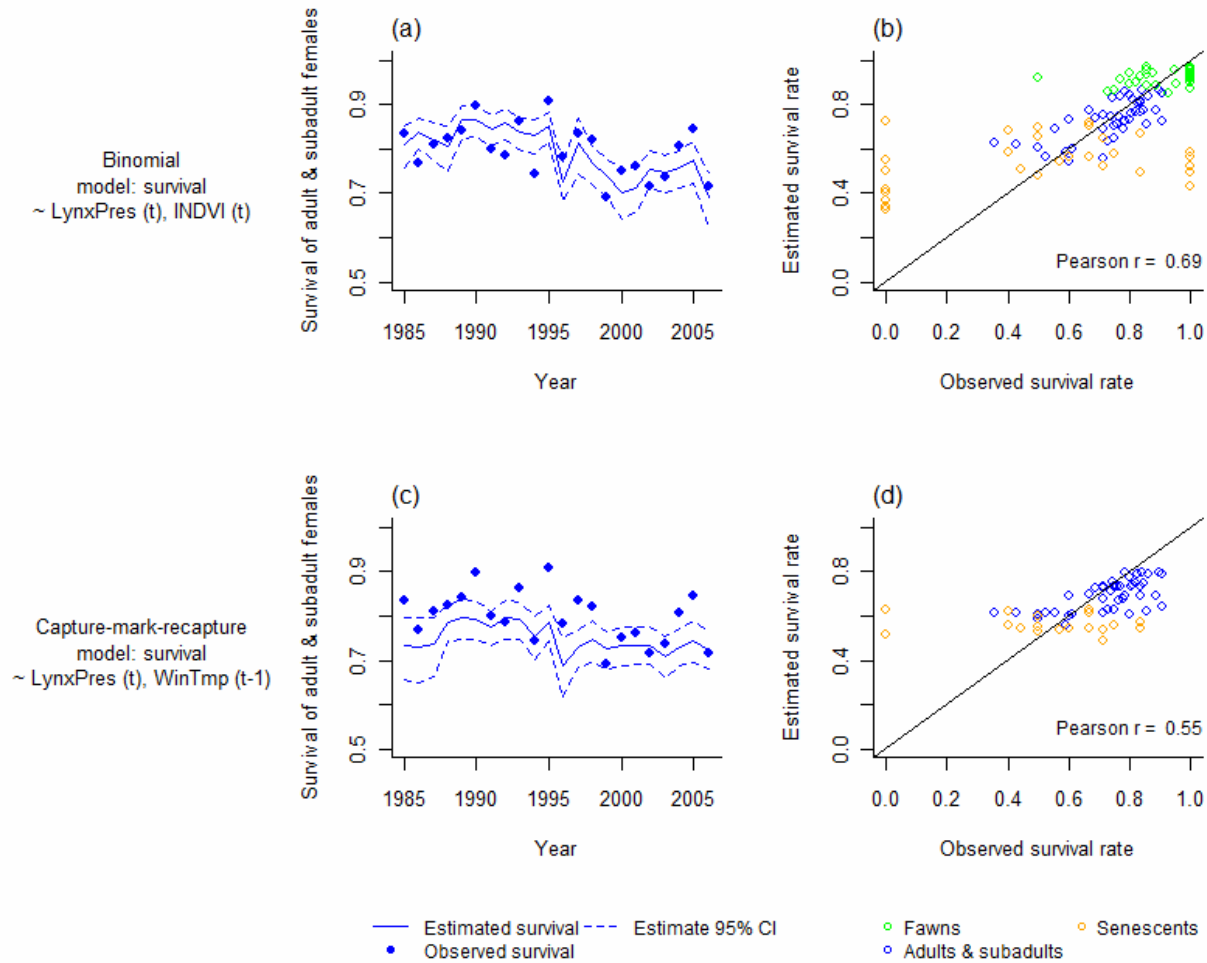 (a)
(b)
Binomial
model: survival
~ LynxPres (t), INDVI (t)
Survival of adult & subadult females
0.9
0.7
0.5
1985 1990 1995 2000 2005
Year
Estimated survival rate
0.8
0.4
0.0
Pearson r = 0.69
0.0 0.2 0.4 0.6 0.8 1.0
Observed survival rate
(c)
(d)
Capture-mark-recapture
model: survival
~ LynxPres (t), WinTmp (t-1)
Survival of adult & subadult females
0.9
0.7
0.5
1985 1990 1995 2000 2005
Year
Estimated survival rate
0.8
0.4
0.0
Pearson r = 0.55
0.0 0.2 0.4 0.6 0.8 1.0
Observed survival rate
Estimated survival
Estimate 95% CI
Observed survival
Fawns
Senescents
Adults & subadults